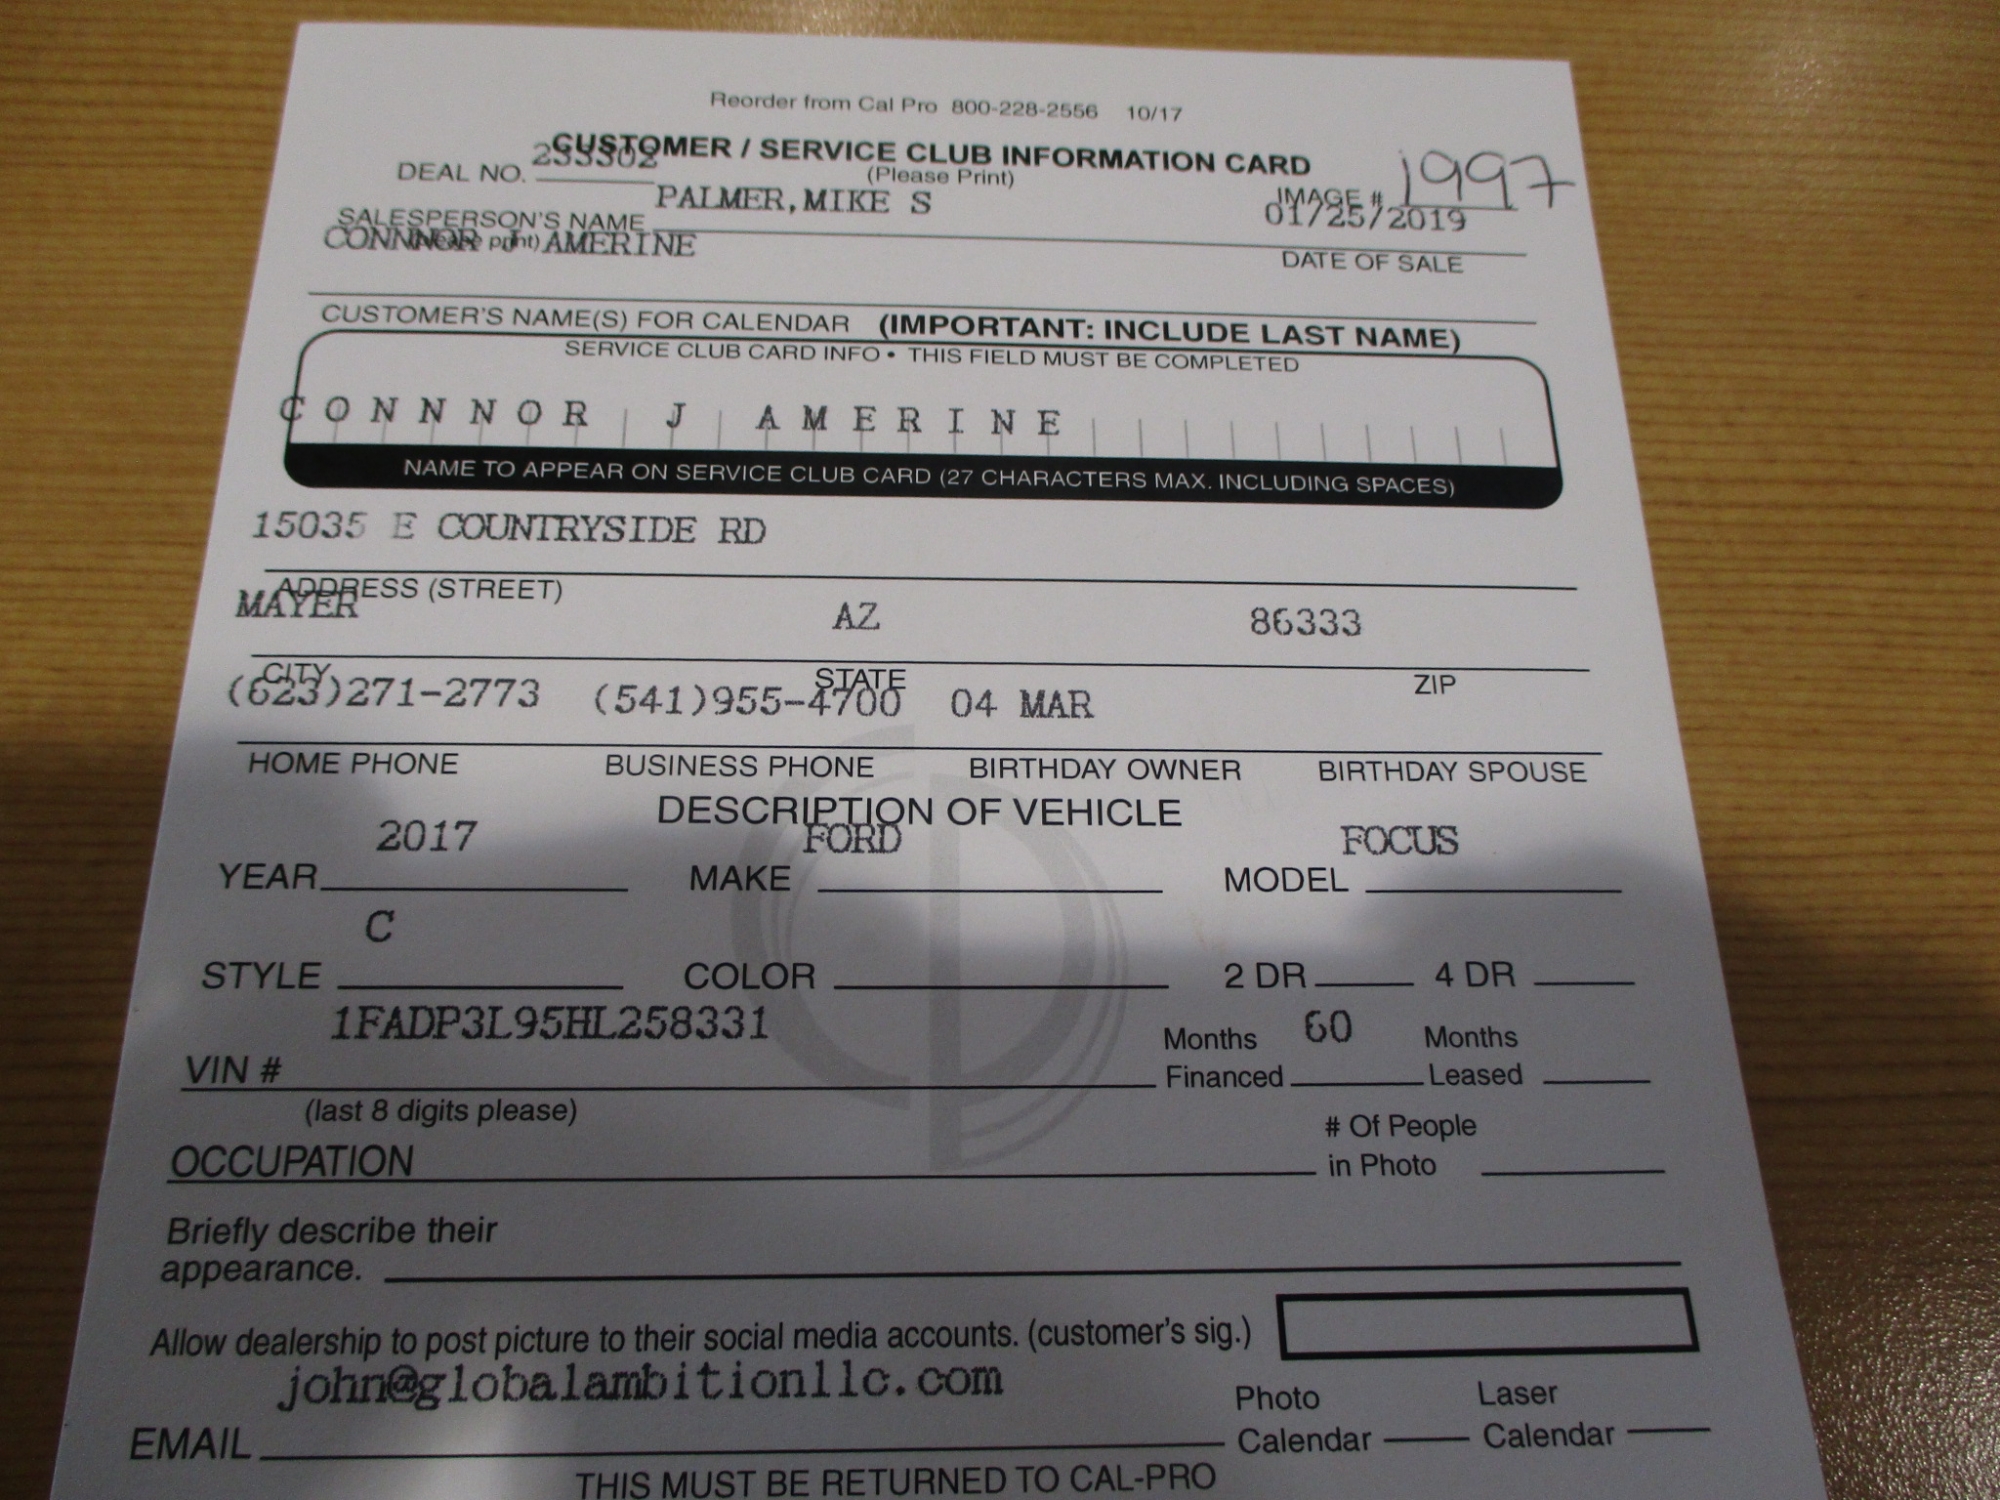 Reorder from Cal Pro 800-228-2556 10/17
CUSTOMER / SERVICE CLUB INFORMATION CARD
(Please Print)
DEAL NO. 233302
IMAGE # 1997
SALESPERSON'S NAME PALMER, MIKE S
01/25/2019
(please print)
CONNNOR J AMERINE
DATE OF SALE
CUSTOMER'S NAME(S) FOR CALENDAR (IMPORTANT: INCLUDE LAST NAME)
SERVICE CLUB CARD INFO • THIS FIELD MUST BE COMPLETED
CONNNOR J AMERINE
NAME TO APPEAR ON SERVICE CLUB CARD (27 CHARACTERS MAX. INCLUDING SPACES)
15035 E COUNTRYSIDE RD
ADDRESS (STREET)
MAYER AZ 86333
CITY STATE ZIP
(623)271-2773 (541)955-4700 04 MAR
HOME PHONE BUSINESS PHONE BIRTHDAY OWNER BIRTHDAY SPOUSE
DESCRIPTION OF VEHICLE
2017 FORD FOCUS
YEAR MAKE MODEL
C
STYLE COLOR 2 DR 4 DR
1FADP3L95HL258331
VIN #
(last 8 digits please)
Months Financed 60 Months Leased
OCCUPATION
# Of People in Photo
Briefly describe their
appearance.
Allow dealership to post picture to their social media accounts. (customer's sig.)
john@globalambitionllc.com
EMAIL
Photo Calendar Laser Calendar
THIS MUST BE RETURNED TO CAL-PRO